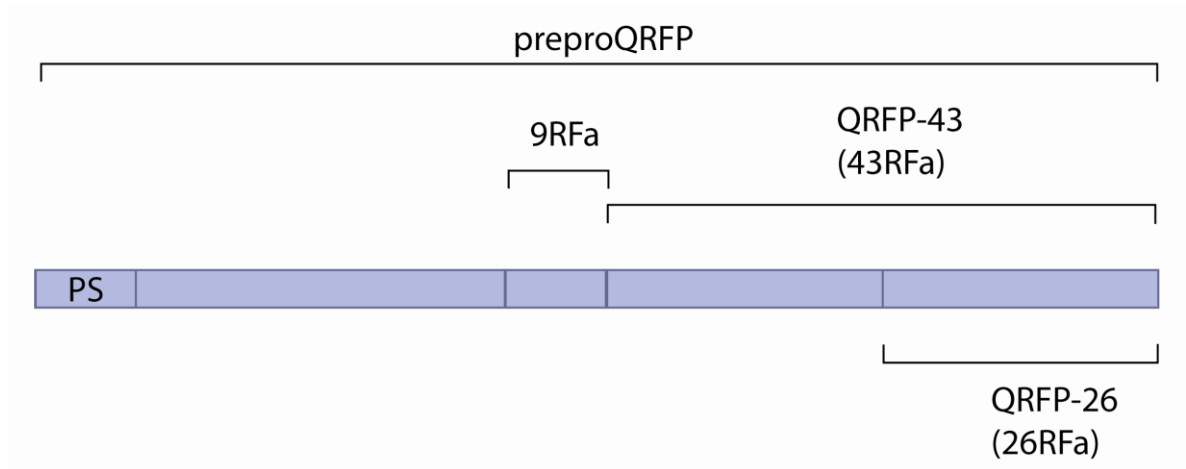 preproQRFP
9RFa
QRFP-43
(43RFa)
PS
QRFP-26
(26RFa)